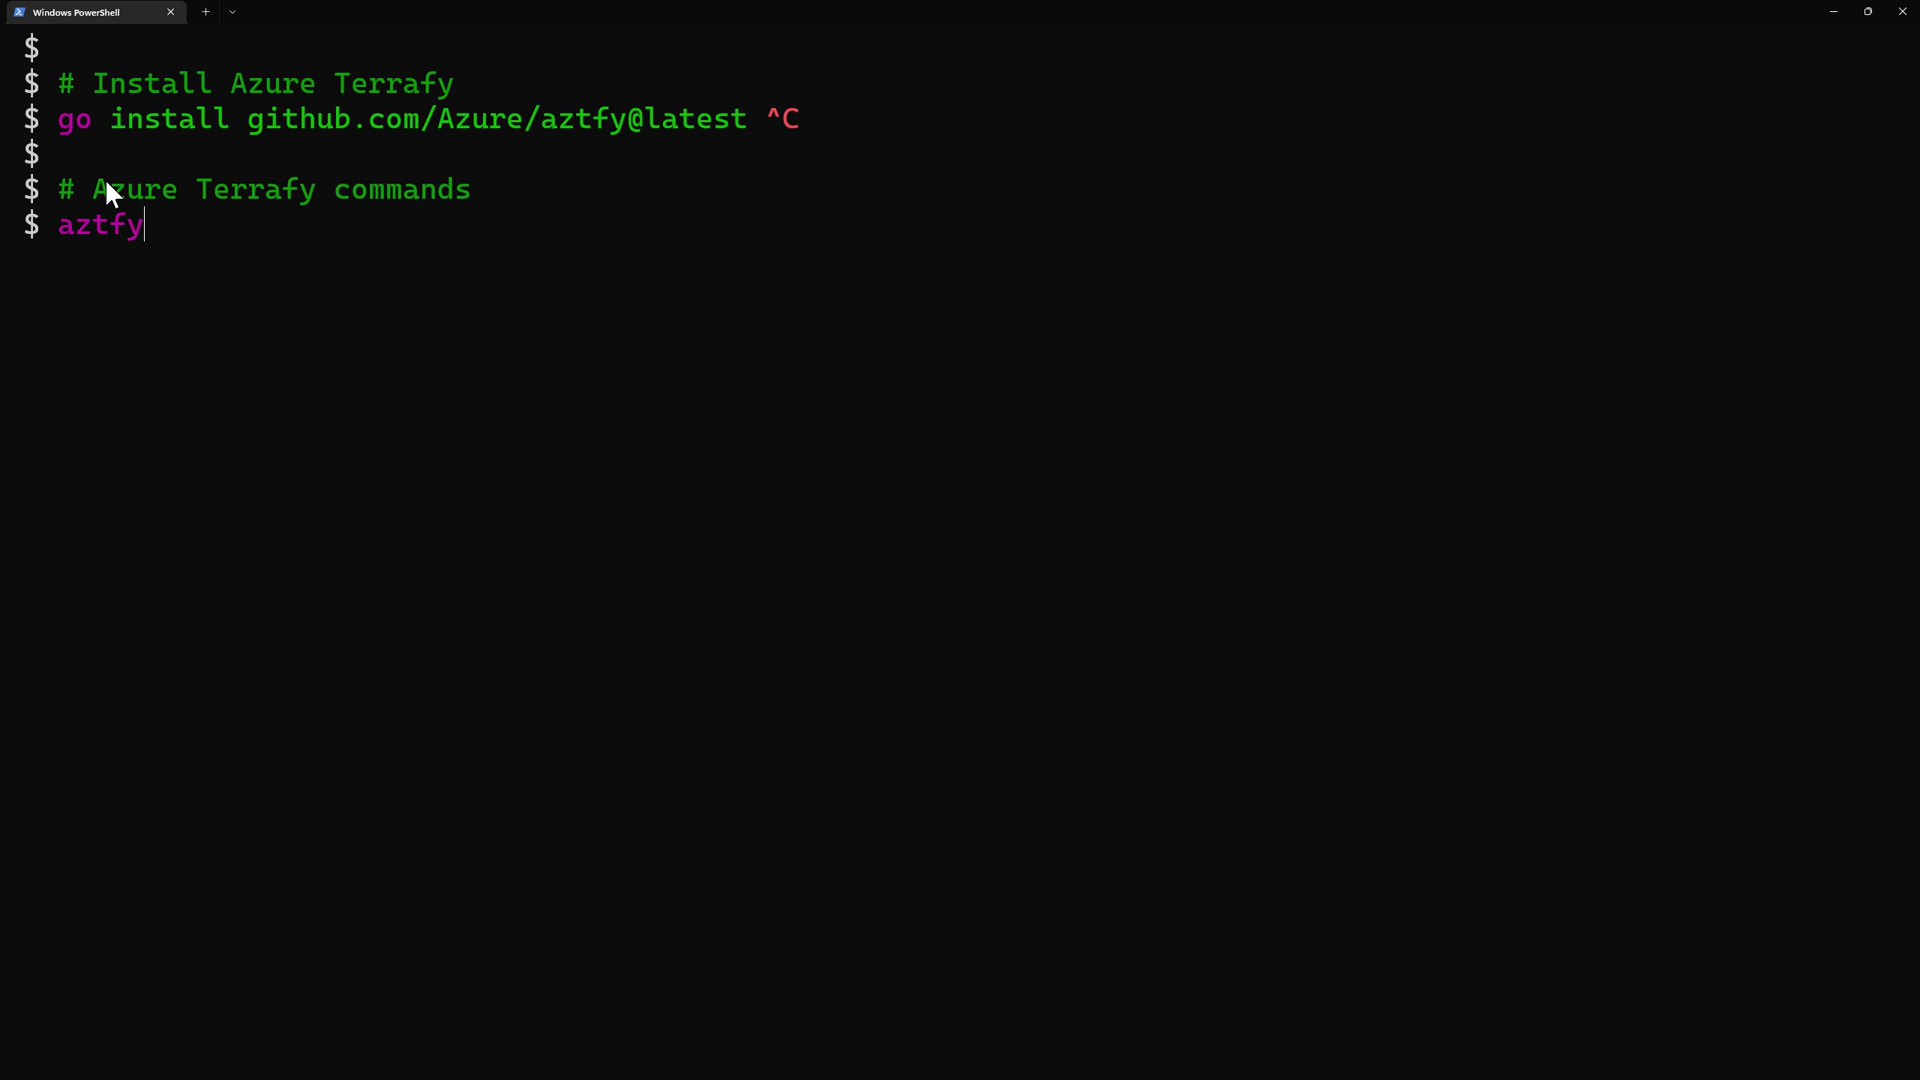 Windows PowerShell
$
$ # Install Azure Terrafy
$ go install github.com/Azure/aztfy@latest ^C
$
$ # Azure Terrafy commands
$ aztfy